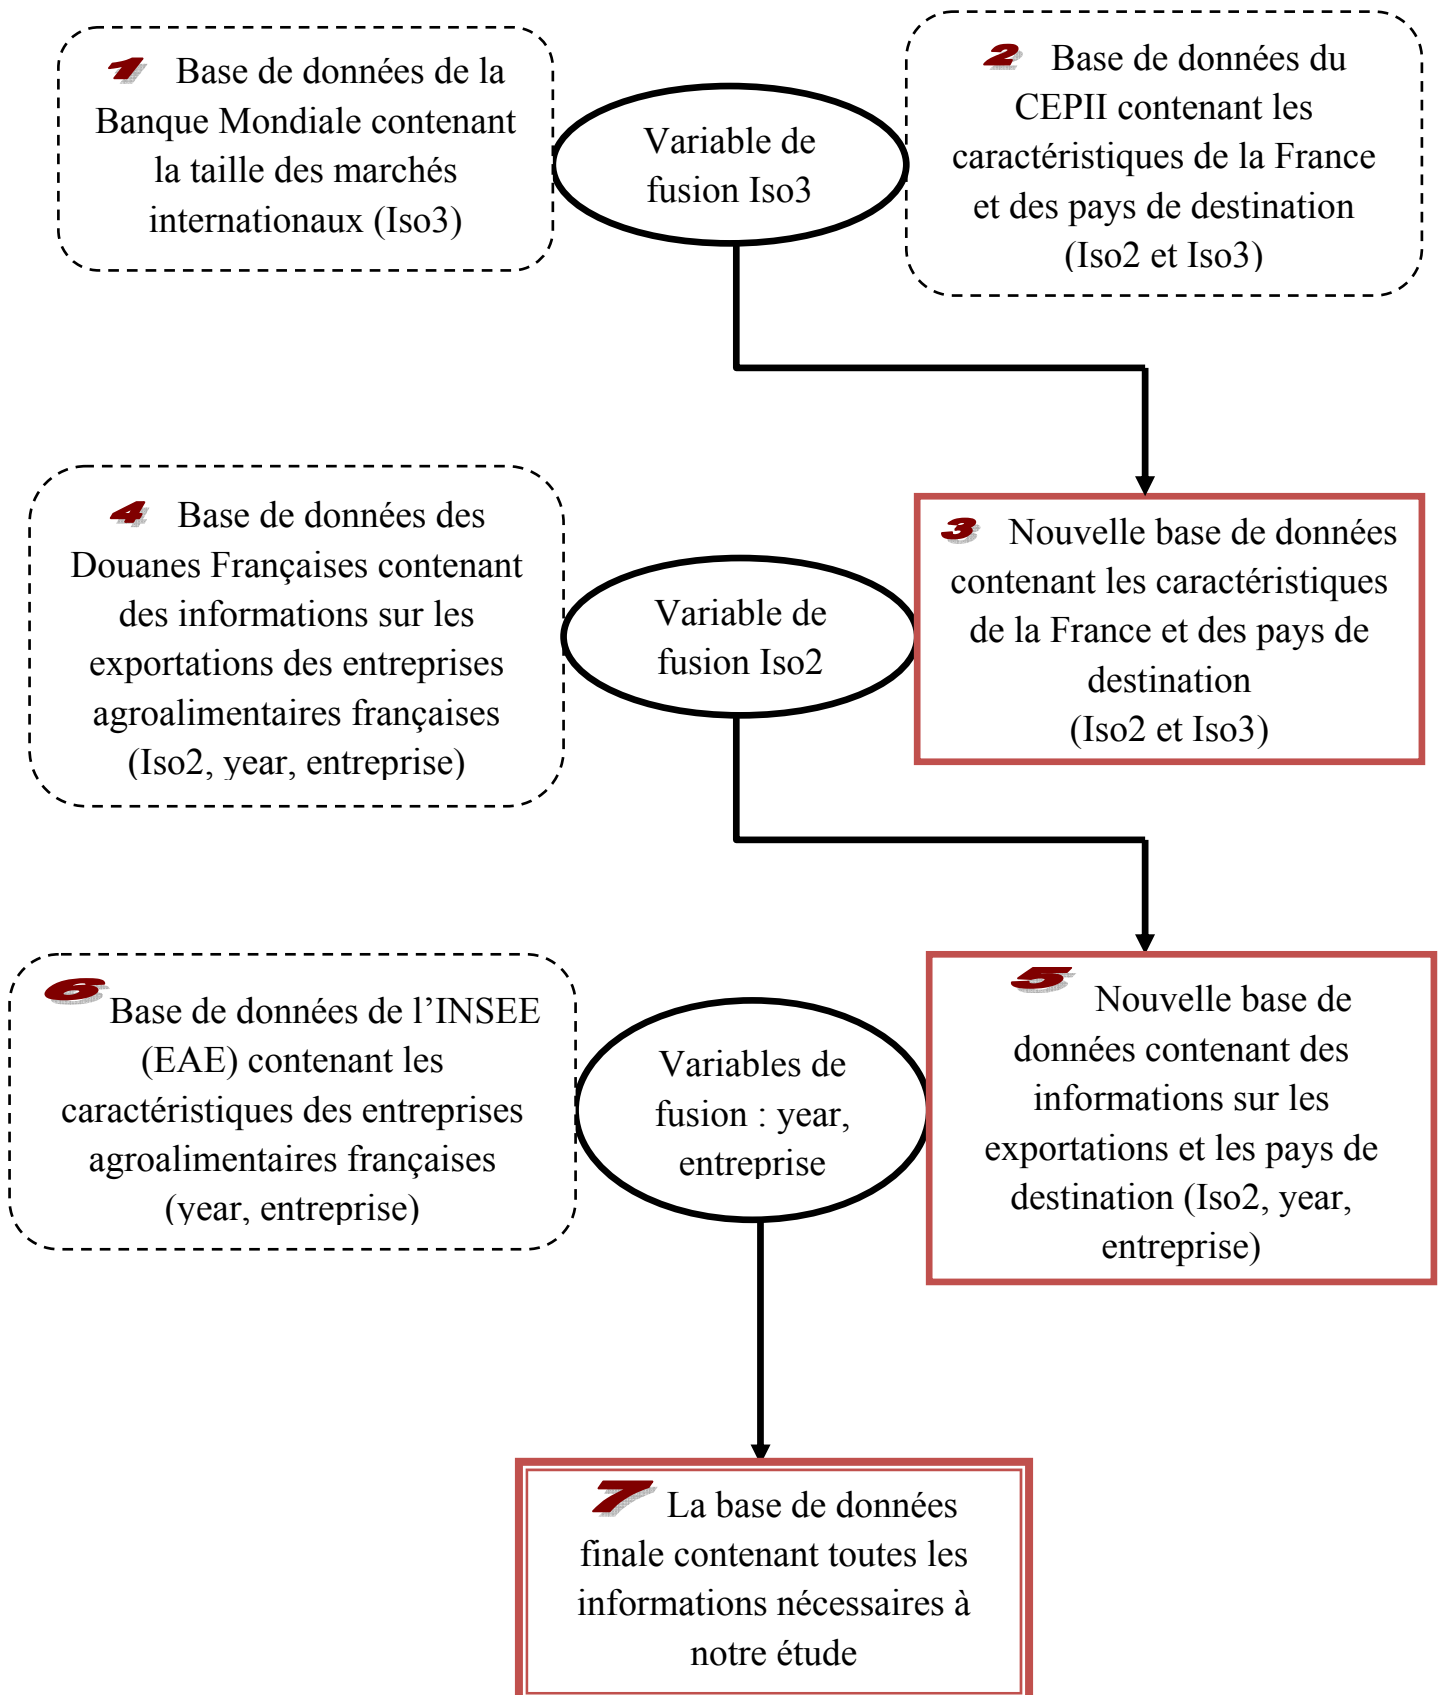 1 Base de données de la
Banque Mondiale contenant
la taille des marchés
internationaux (Iso3)
Variable de
fusion Iso3
2 Base de données du
CEPII contenant les
caractéristiques de la France
et des pays de destination
(Iso2 et Iso3)
4 Base de données des
Douanes Françaises contenant
des informations sur les
exportations des entreprises
agroalimentaires françaises
(Iso2, year, entreprise)
Variable de
fusion Iso2
3 Nouvelle base de données
contenant les caractéristiques
de la France et des pays de
destination
(Iso2 et Iso3)
6 Base de données de l’INSEE
(EAE) contenant les
caractéristiques des entreprises
agroalimentaires françaises
(year, entreprise)
Variables de
fusion : year,
entreprise
5 Nouvelle base de
données contenant des
informations sur les
exportations et les pays de
destination (Iso2, year,
entreprise)
7 La base de données
finale contenant toutes les
informations nécessaires à
notre étude